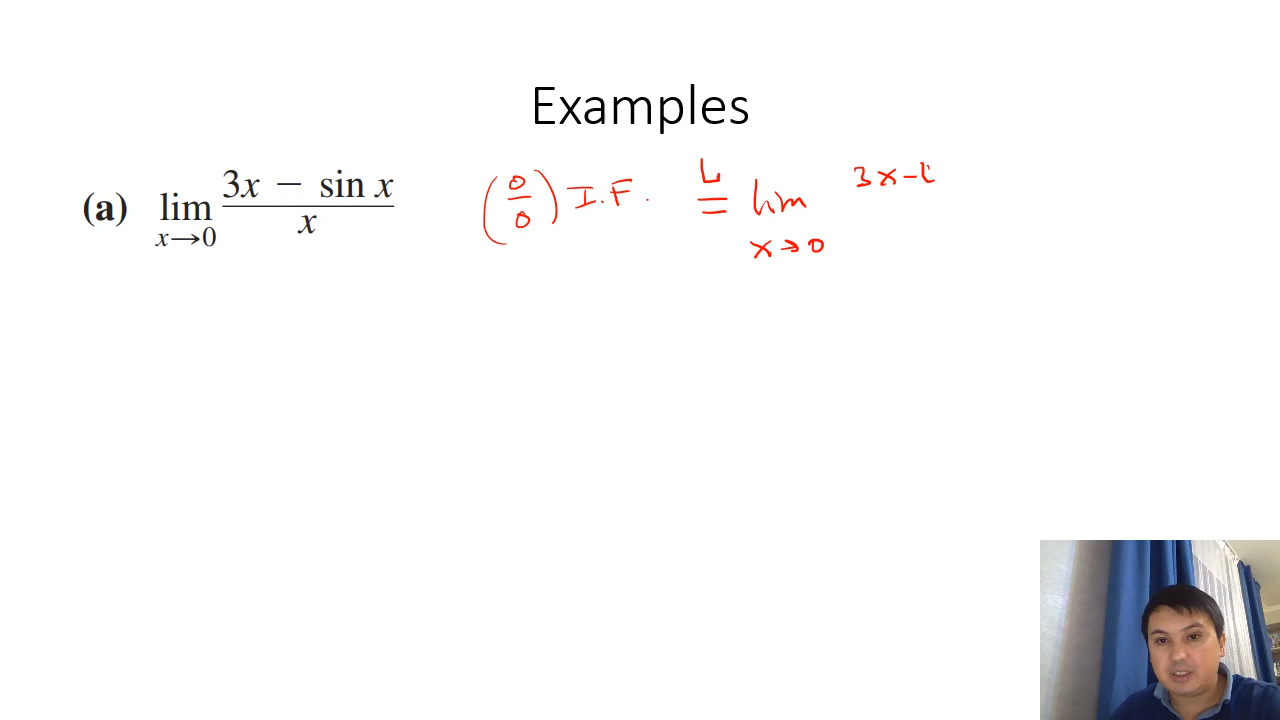 Examples
(a) lim x→0 (3x − sin x)/x (0/0) I.F. L= lim x→0 3x-